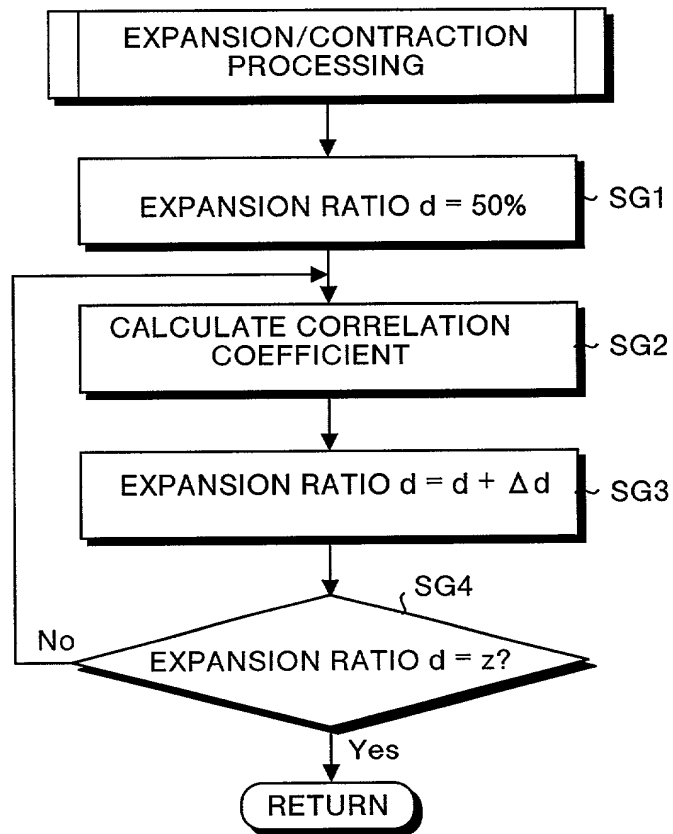 EXPANSION/CONTRACTION
PROCESSING
EXPANSION RATIO d = 50%
SG1
CALCULATE CORRELATION
COEFFICIENT
SG2
EXPANSION RATIO d = d + Δd
SG3
SG4
No
EXPANSION RATIO d = z?
Yes
RETURN